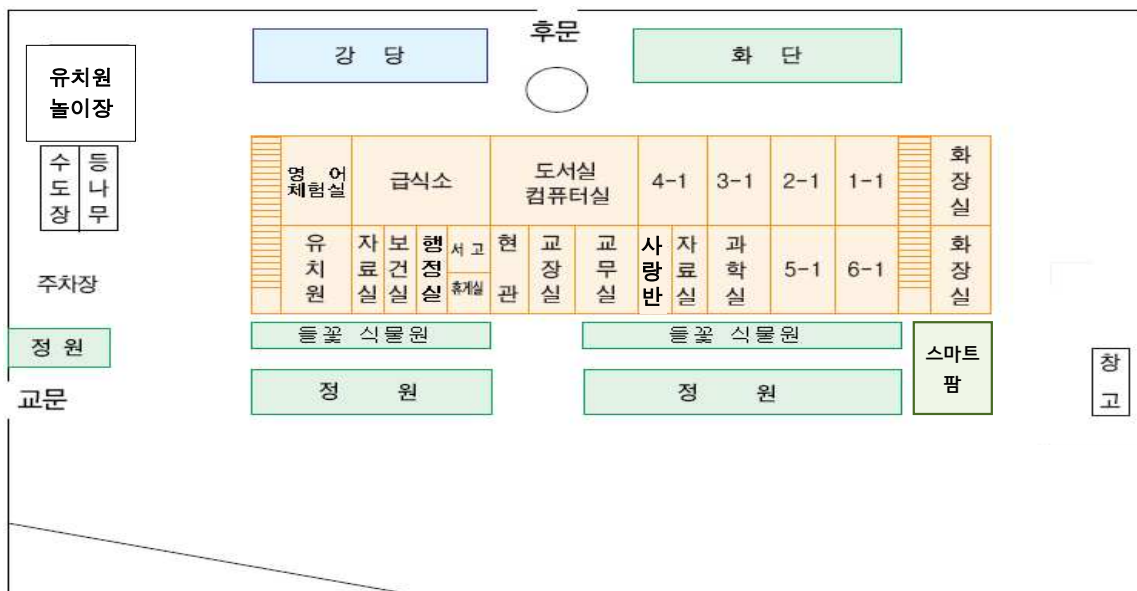 후문
강 당
화 단
유치원
놀이장
수도장
등나무
명 어
체험실
급식소
도서실
컴퓨터실
4-1
3-1
2-1
1-1
화장실
유치원
자료실
보건실
행정실
서 고
휴게실
현관
교장실
교무실
사랑반
자료실
과학실
5-1
6-1
화장실
주차장
정 원
교문
들꽃 식물원
들꽃 식물원
정 원
정 원
스마트
팜
창고